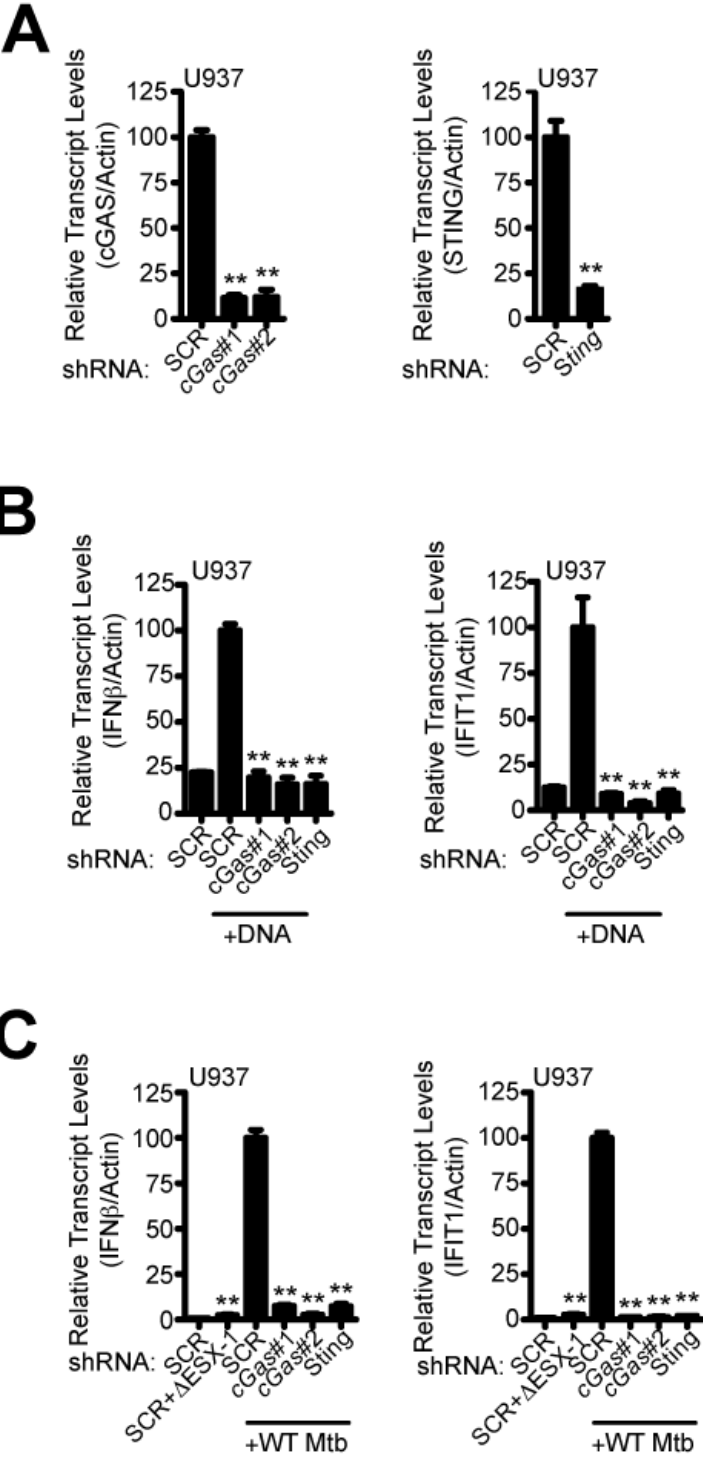 A
U937
Relative Transcript Levels
(cGAS/Actin)
125
100
75
50
25
0
** **
shRNA:
SCR
cGas#1
cGas#2
U937
Relative Transcript Levels
(STING/Actin)
125
100
75
50
25
0
**
shRNA:
SCR
Sting
B
U937
Relative Transcript Levels
(IFNβ/Actin)
125
100
75
50
25
0
** ** **
shRNA:
SCR
SCR
cGas#1
cGas#2
Sting
+DNA
U937
Relative Transcript Levels
(IFIT1/Actin)
125
100
75
50
25
0
** ** **
shRNA:
SCR
SCR
cGas#1
cGas#2
Sting
+DNA
C
U937
Relative Transcript Levels
(IFNβ/Actin)
125
100
75
50
25
0
** ** ** **
shRNA:
SCR
SCR+ΔESX-1
SCR
cGas#1
cGas#2
Sting
+WT Mtb
U937
Relative Transcript Levels
(IFIT1/Actin)
125
100
75
50
25
0
** ** ** **
shRNA:
SCR
SCR+ΔESX-1
SCR
cGas#1
cGas#2
Sting
+WT Mtb